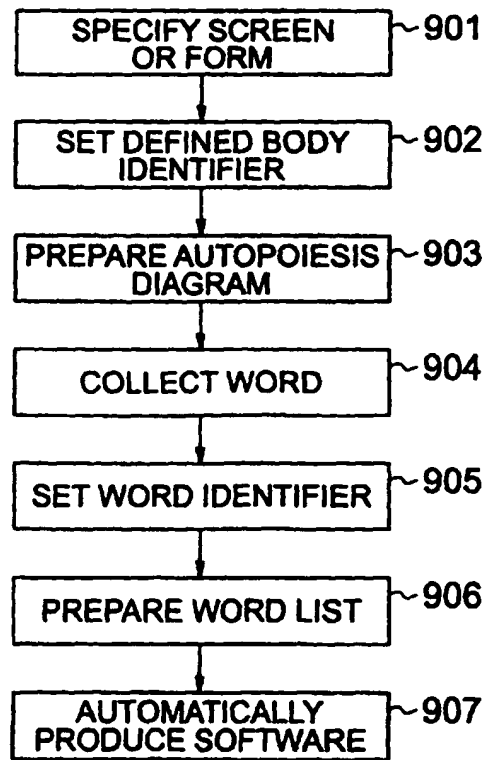 SPECIFY SCREEN
OR FORM
901
SET DEFINED BODY
IDENTIFIER
902
PREPARE AUTOPOIESIS
DIAGRAM
903
COLLECT WORD
904
SET WORD IDENTIFIER
905
PREPARE WORD LIST
906
AUTOMATICALLY
PRODUCE SOFTWARE
907